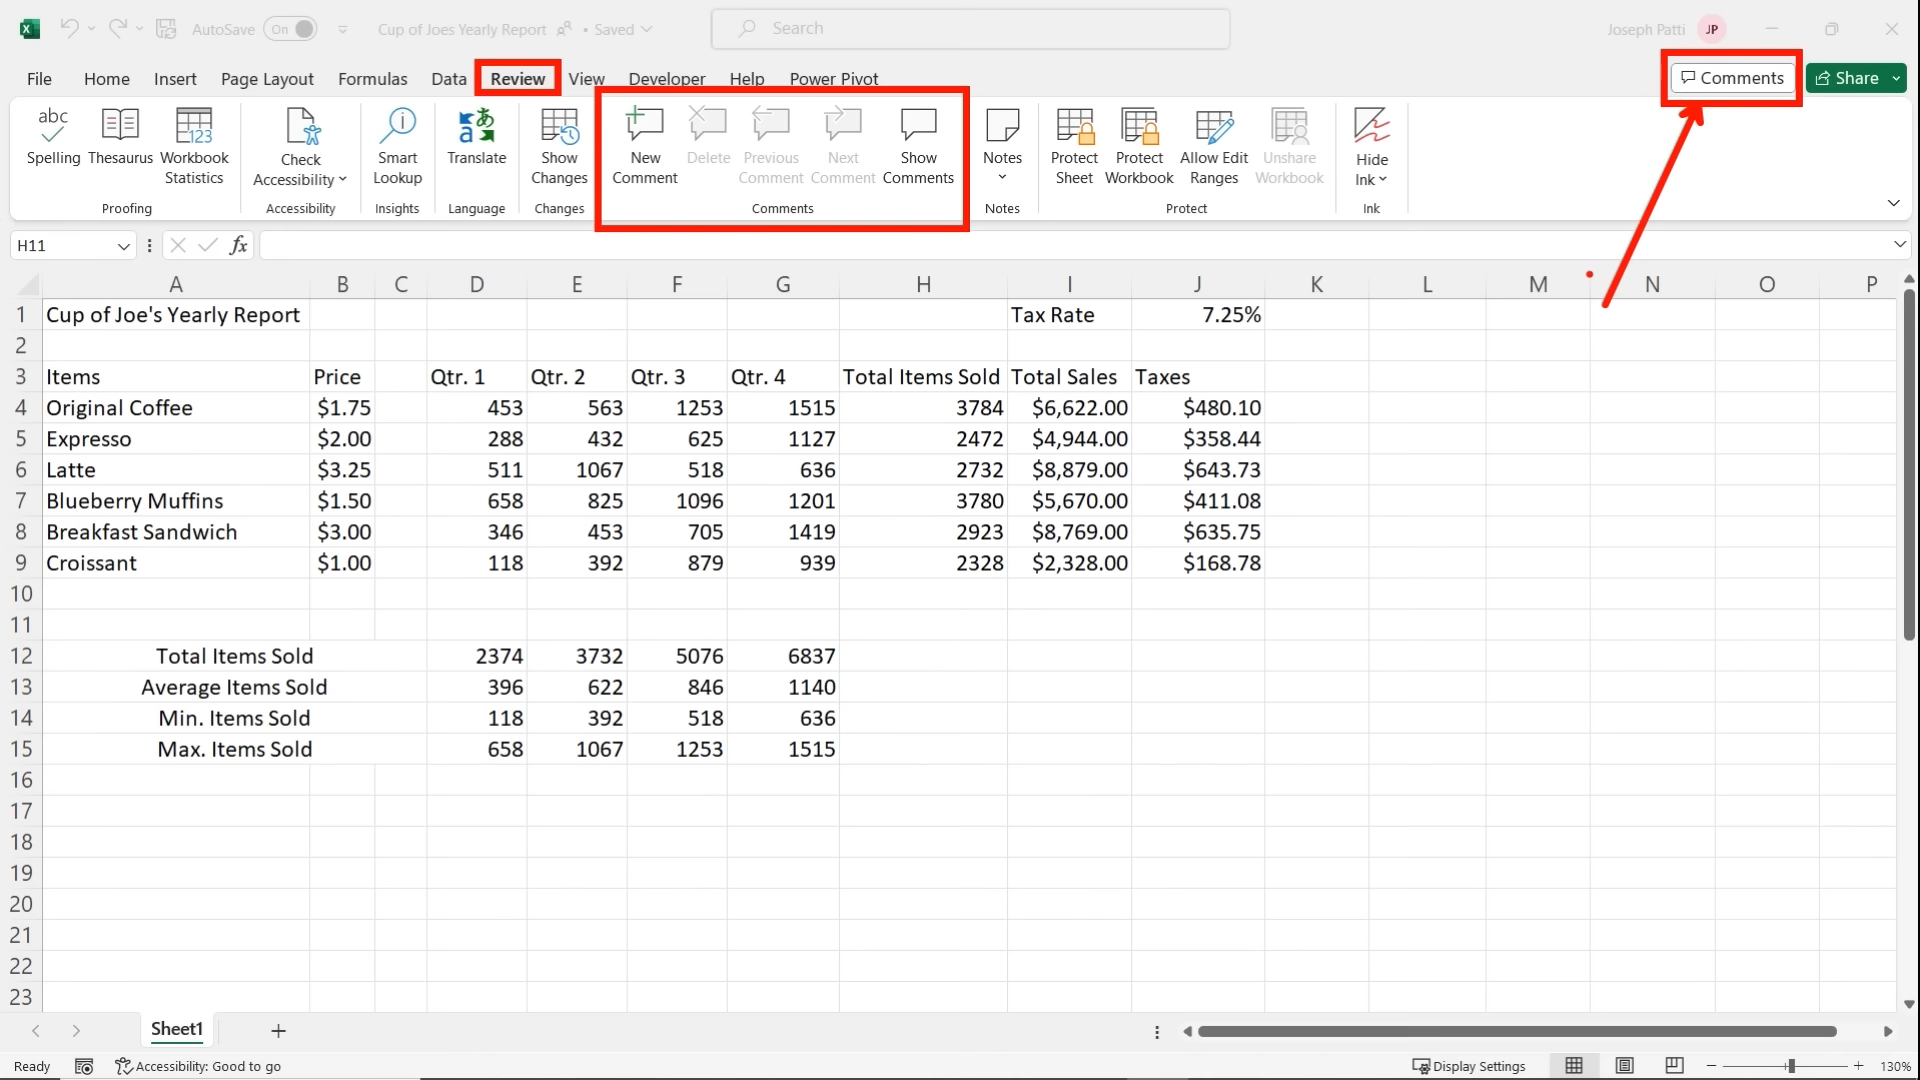 AutoSave On Cup of Joes Yearly Report • Saved Search Joseph Patti JP
File Home Insert Page Layout Formulas Data Review View Developer Help Power Pivot Comments Share
abc Spelling Thesaurus 123 Workbook Statistics Check Accessibility Smart Lookup a あ Translate Show Changes New Comment Delete Previous Comment Next Comment Show Comments Notes Protect Sheet Protect Workbook Allow Edit Ranges Unshare Workbook Hide Ink
Proofing Accessibility Insights Language Changes Comments Notes Protect Ink
H11 fx
A B C D E F G H I J K L M N O P
1 Cup of Joe's Yearly Report Tax Rate 7.25%
2
3 Items Price Qtr. 1 Qtr. 2 Qtr. 3 Qtr. 4 Total Items Sold Total Sales Taxes
4 Original Coffee $1.75 453 563 1253 1515 3784 $6,622.00 $480.10
5 Expresso $2.00 288 432 625 1127 2472 $4,944.00 $358.44
6 Latte $3.25 511 1067 518 636 2732 $8,879.00 $643.73
7 Blueberry Muffins $1.50 658 825 1096 1201 3780 $5,670.00 $411.08
8 Breakfast Sandwich $3.00 346 453 705 1419 2923 $8,769.00 $635.75
9 Croissant $1.00 118 392 879 939 2328 $2,328.00 $168.78
10
11
12 Total Items Sold 2374 3732 5076 6837
13 Average Items Sold 396 622 846 1140
14 Min. Items Sold 118 392 518 636
15 Max. Items Sold 658 1067 1253 1515
16
17
18
19
20
21
22
23
Sheet1
Ready Accessibility: Good to go Display Settings 130%